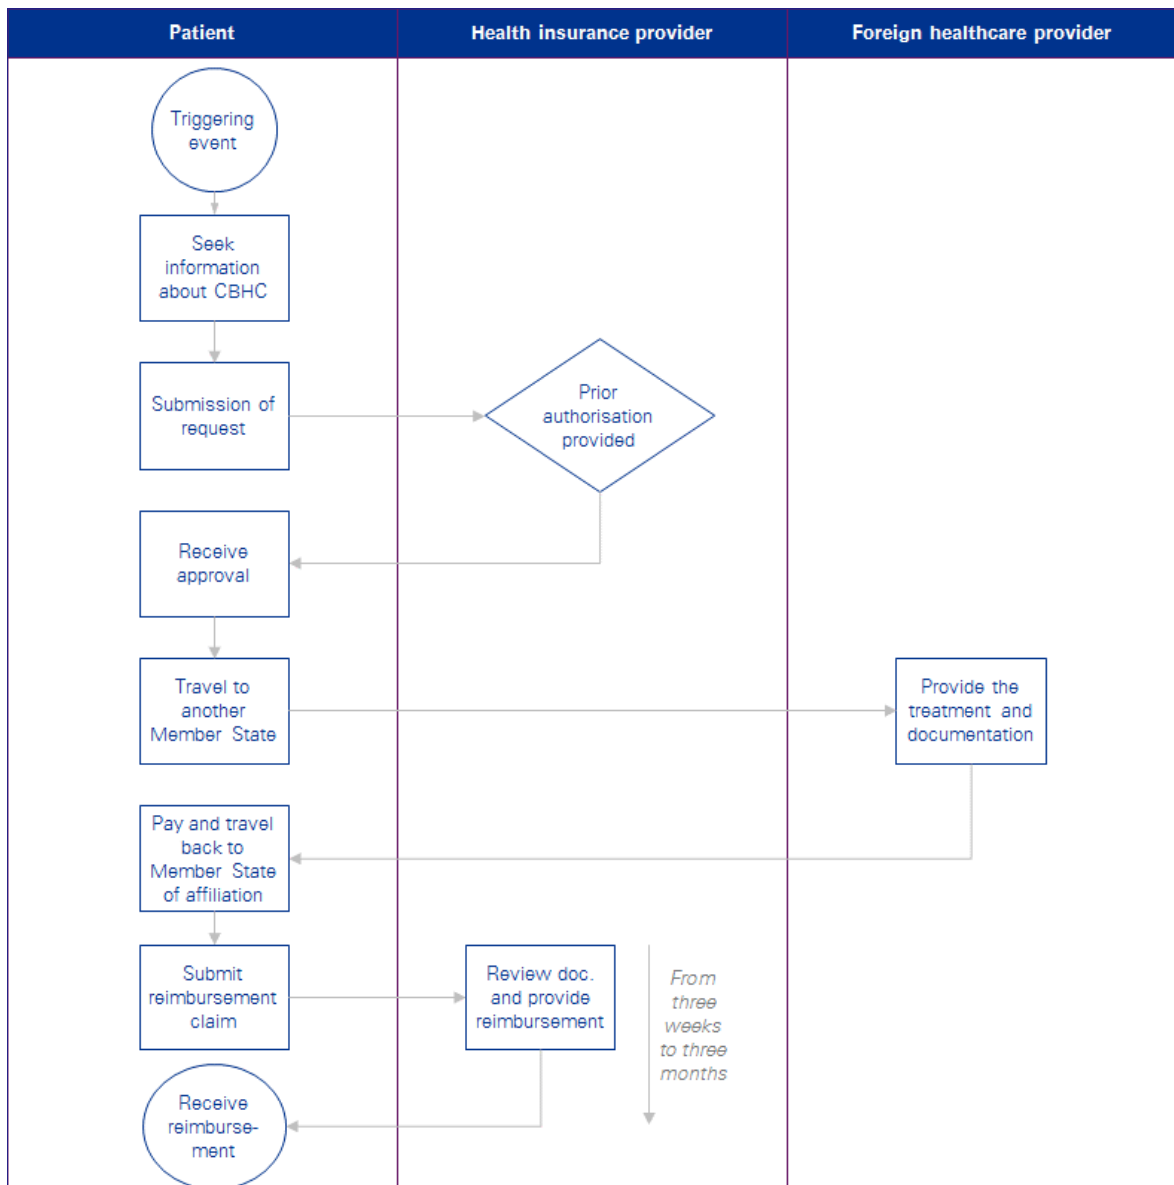 Patient
Health insurance provider
Foreign healthcare provider
Triggering
event
Seek
information
about CBHC
Submission of
request
Prior
authorisation
provided
Receive
approval
Travel to
another
Member State
Provide the
treatment and
documentation
Pay and travel
back to
Member State
of affiliation
Submit
reimbursement
claim
Review doc.
and provide
reimbursement
From
three
weeks
to three
months
Receive
reimburse-
ment